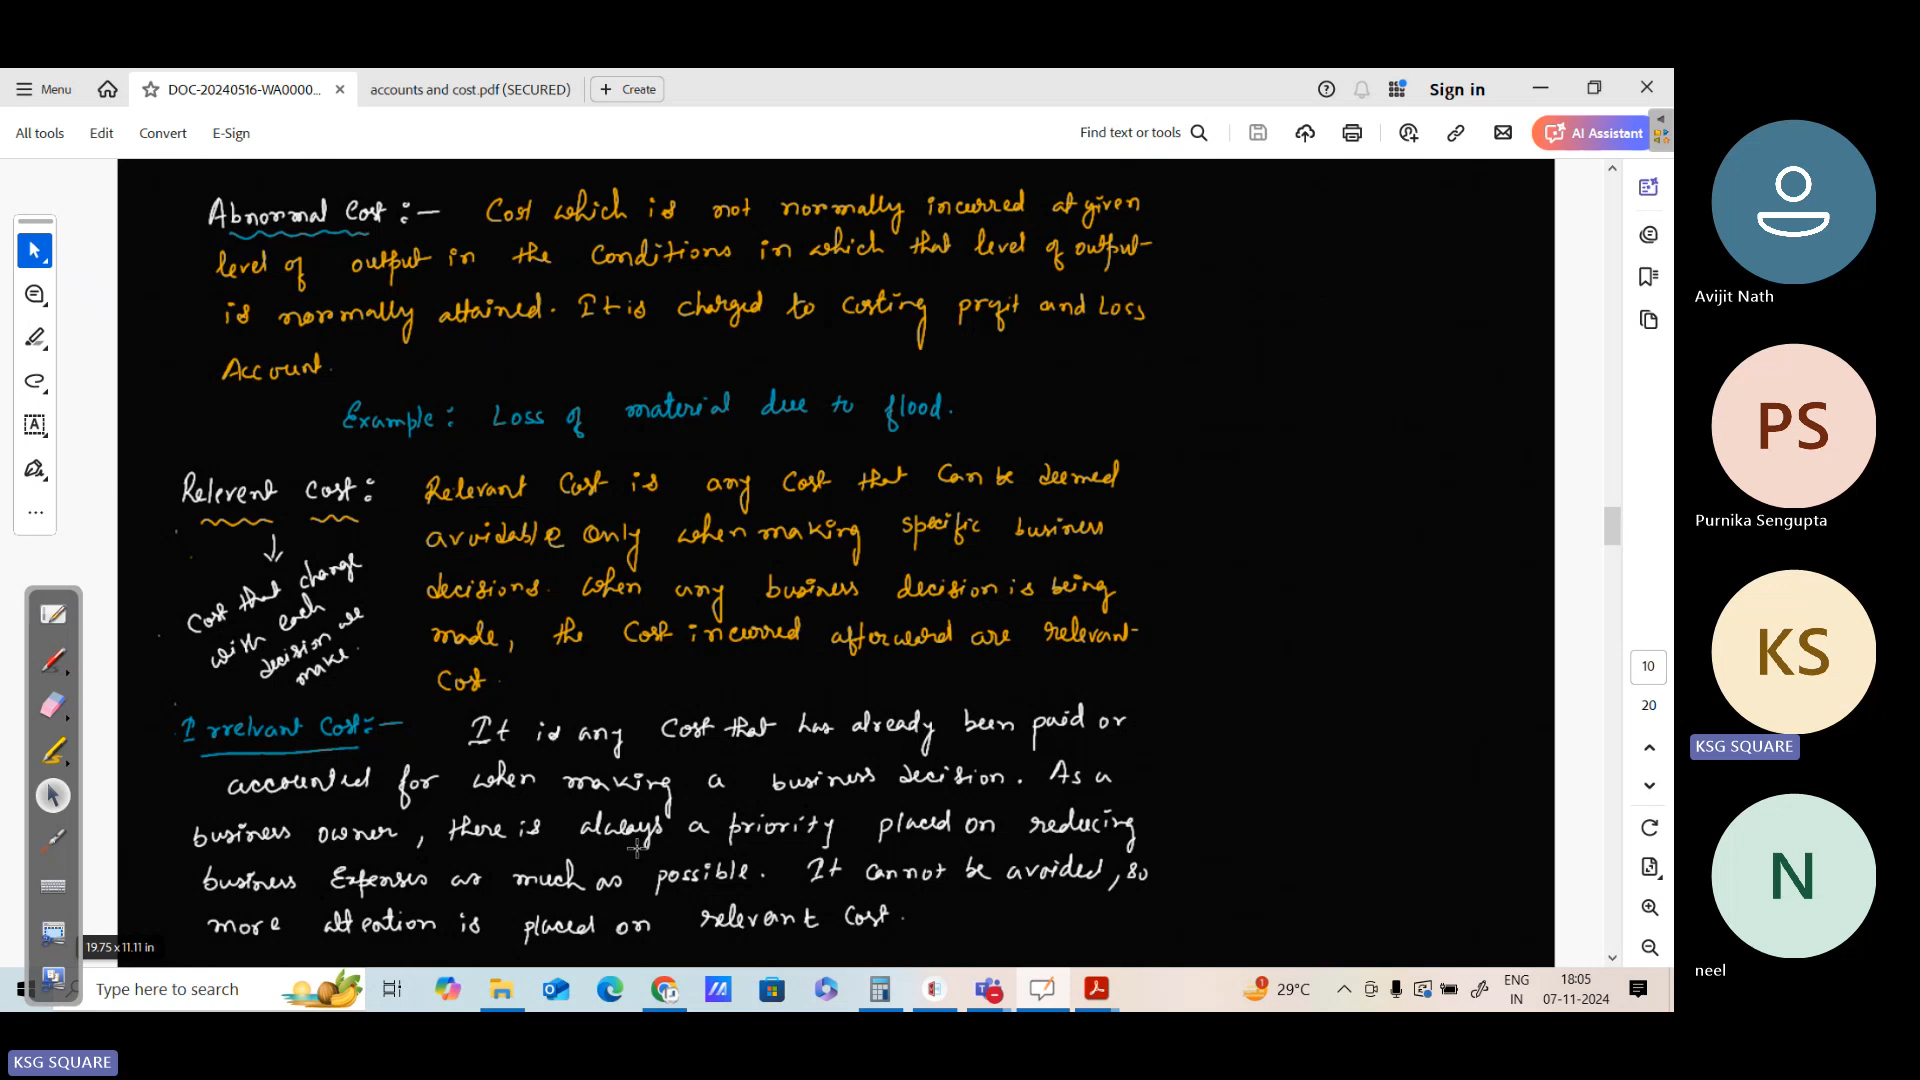 Menu
DOC-20240516-WA0000...
accounts and cost.pdf (SECURED)
Create
Sign in
All tools
Edit
Convert
E-Sign
Find text or tools
AI Assistant
Abnormal Cost :- Cost which is not normally incurred at given
level of output in the conditions in which that level of output
is normally attained. It is charged to costing profit and Loss
Account.
Example: Loss of material due to flood.
Relevent cost: Relevant Cost is any cost that can be deemed
avoidable only when making specific business
decisions. when any business decision is being
made, the cost incurred afterward are relevant
cost.
Cost that change
with each
decision we
make.
Irrelvant Cost:- It is any cost that has already been paid or
accounted for when making a business decision. As a
business owner, there is always a priority placed on reducing
business Expenses as much as possible. It cannot be avoided, so
more attention is placed on relevant cost.
10
20
19.75 x 11.11 in
Type here to search
29°C
ENG
IN
18:05
07-11-2024
Avijit Nath
PS
Purnika Sengupta
KS
KSG SQUARE
N
neel
KSG SQUARE